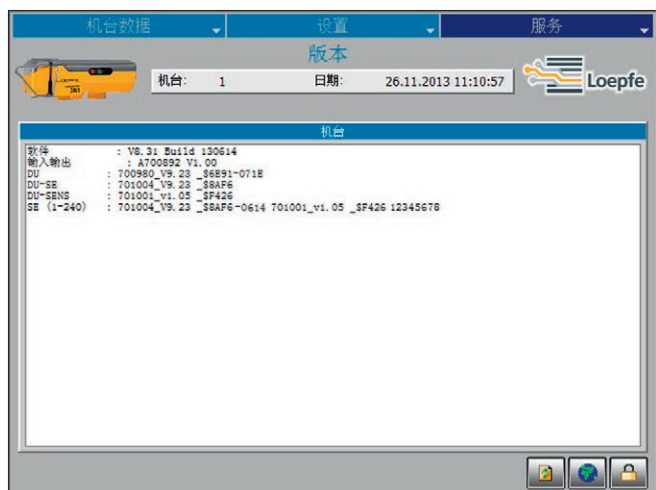 机台数据 设置 服务
版本
机台: 1 日期: 26.11.2013 11:10:57
Loepfe
机台
软件 : V8.31 Build 130614
输入输出 : A700892 V1.00
DU : 700980_V9.23 _$6E91-071E
DU-SE : 701004_V9.23 _$8AF6
DU-SENS : 701001_v1.05 _$F426
SE (1-240) : 701004_V9.23 _$8AF6-0614 701001_v1.05 _$F426 12345678